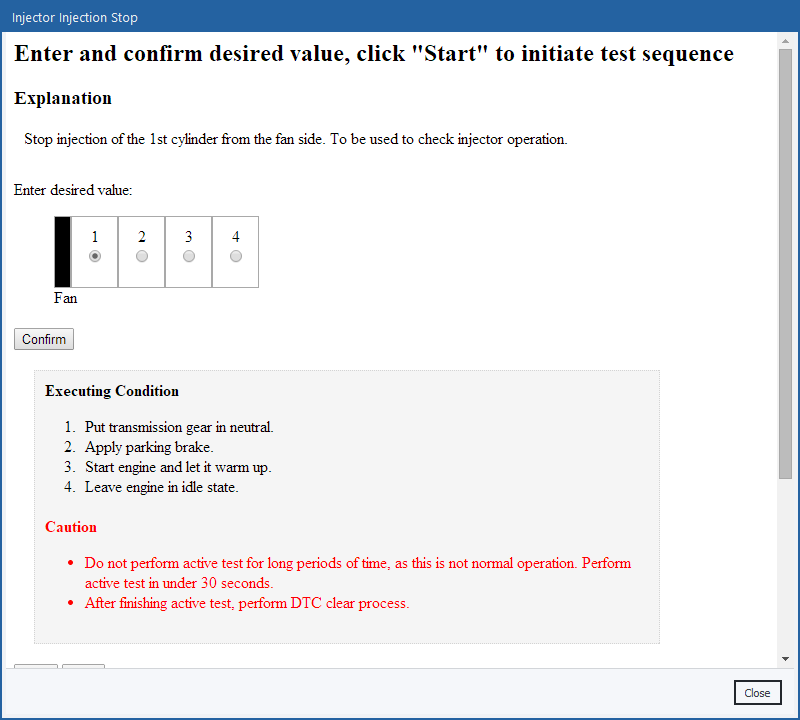 Injector Injection Stop
Enter and confirm desired value, click "Start" to initiate test sequence
Explanation
Stop injection of the 1st cylinder from the fan side. To be used to check injector operation.
Enter desired value:
1 2 3 4
Fan
Confirm
Executing Condition
1. Put transmission gear in neutral.
2. Apply parking brake.
3. Start engine and let it warm up.
4. Leave engine in idle state.
Caution
• Do not perform active test for long periods of time, as this is not normal operation. Perform
active test in under 30 seconds.
• After finishing active test, perform DTC clear process.
Close